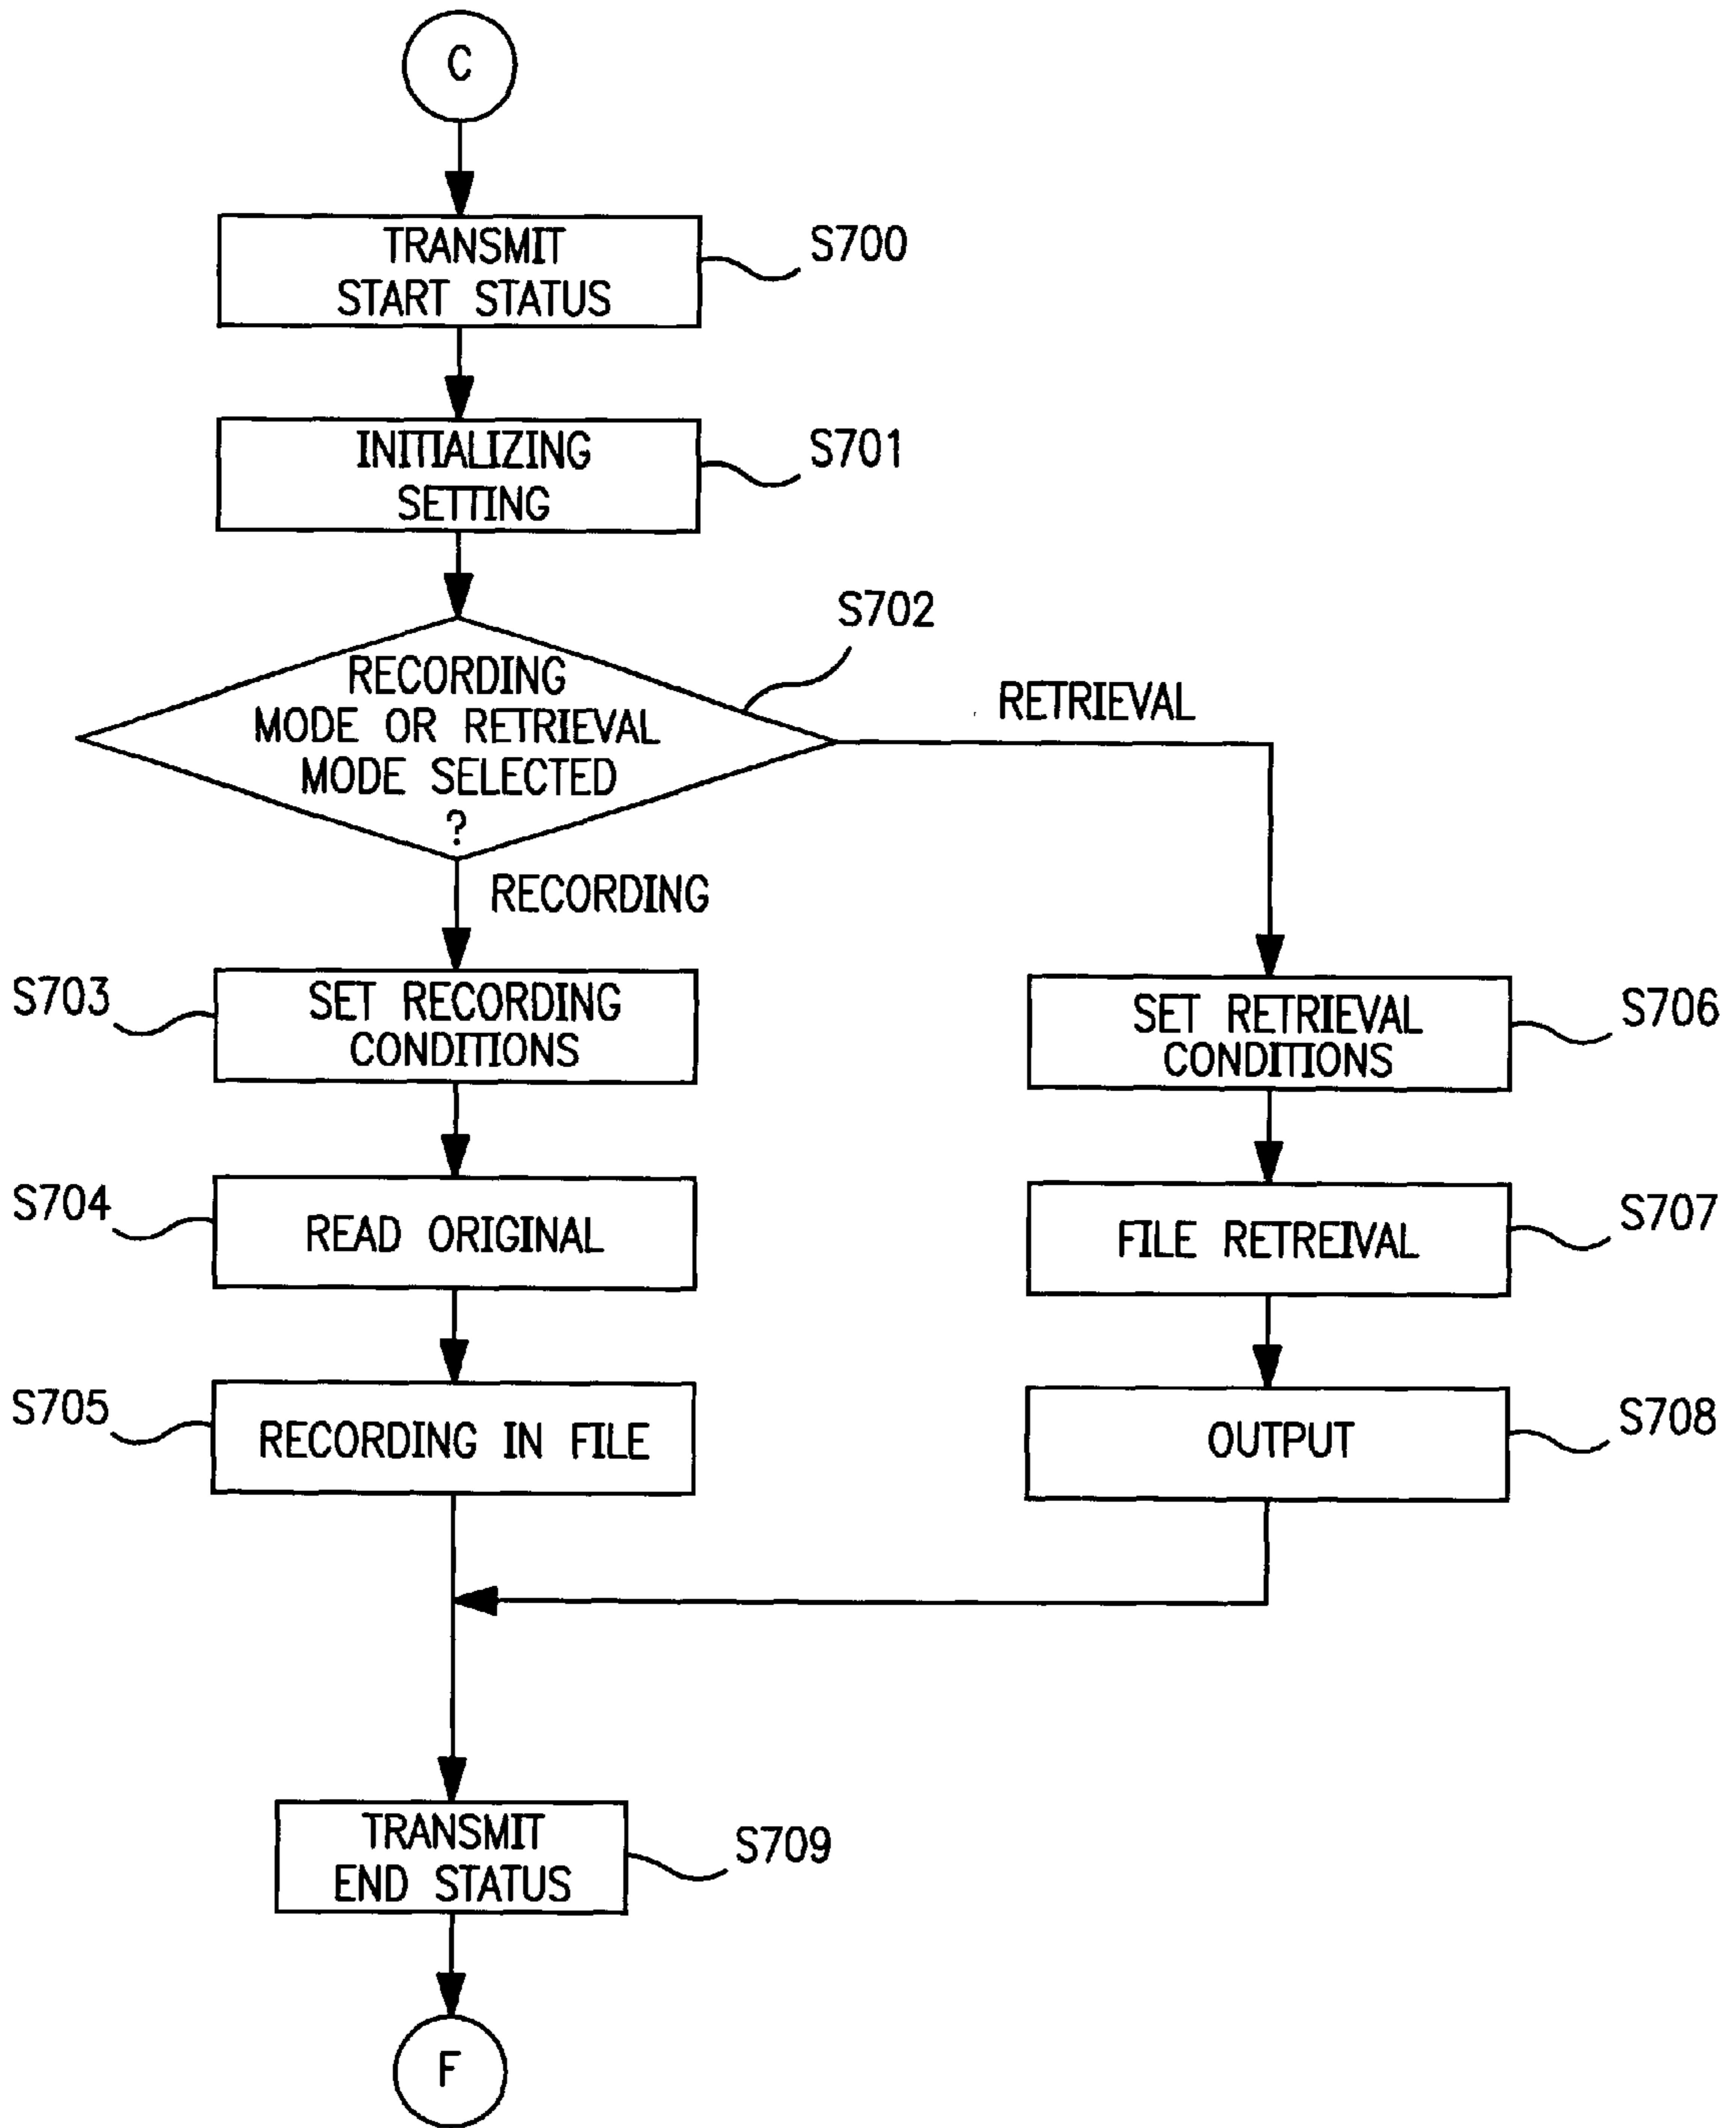 C
TRANSMIT
START STATUS
S700
INITIALIZING
SETTING
S701
RECORDING
MODE OR RETRIEVAL
MODE SELECTED
?
S702
RETRIEVAL
RECORDING
S703
SET RECORDING
CONDITIONS
SET RETRIEVAL
CONDITIONS
S706
S704
READ ORIGINAL
FILE RETREIVAL
S707
S705
RECORDING IN FILE
OUTPUT
S708
TRANSMIT
END STATUS
S709
F